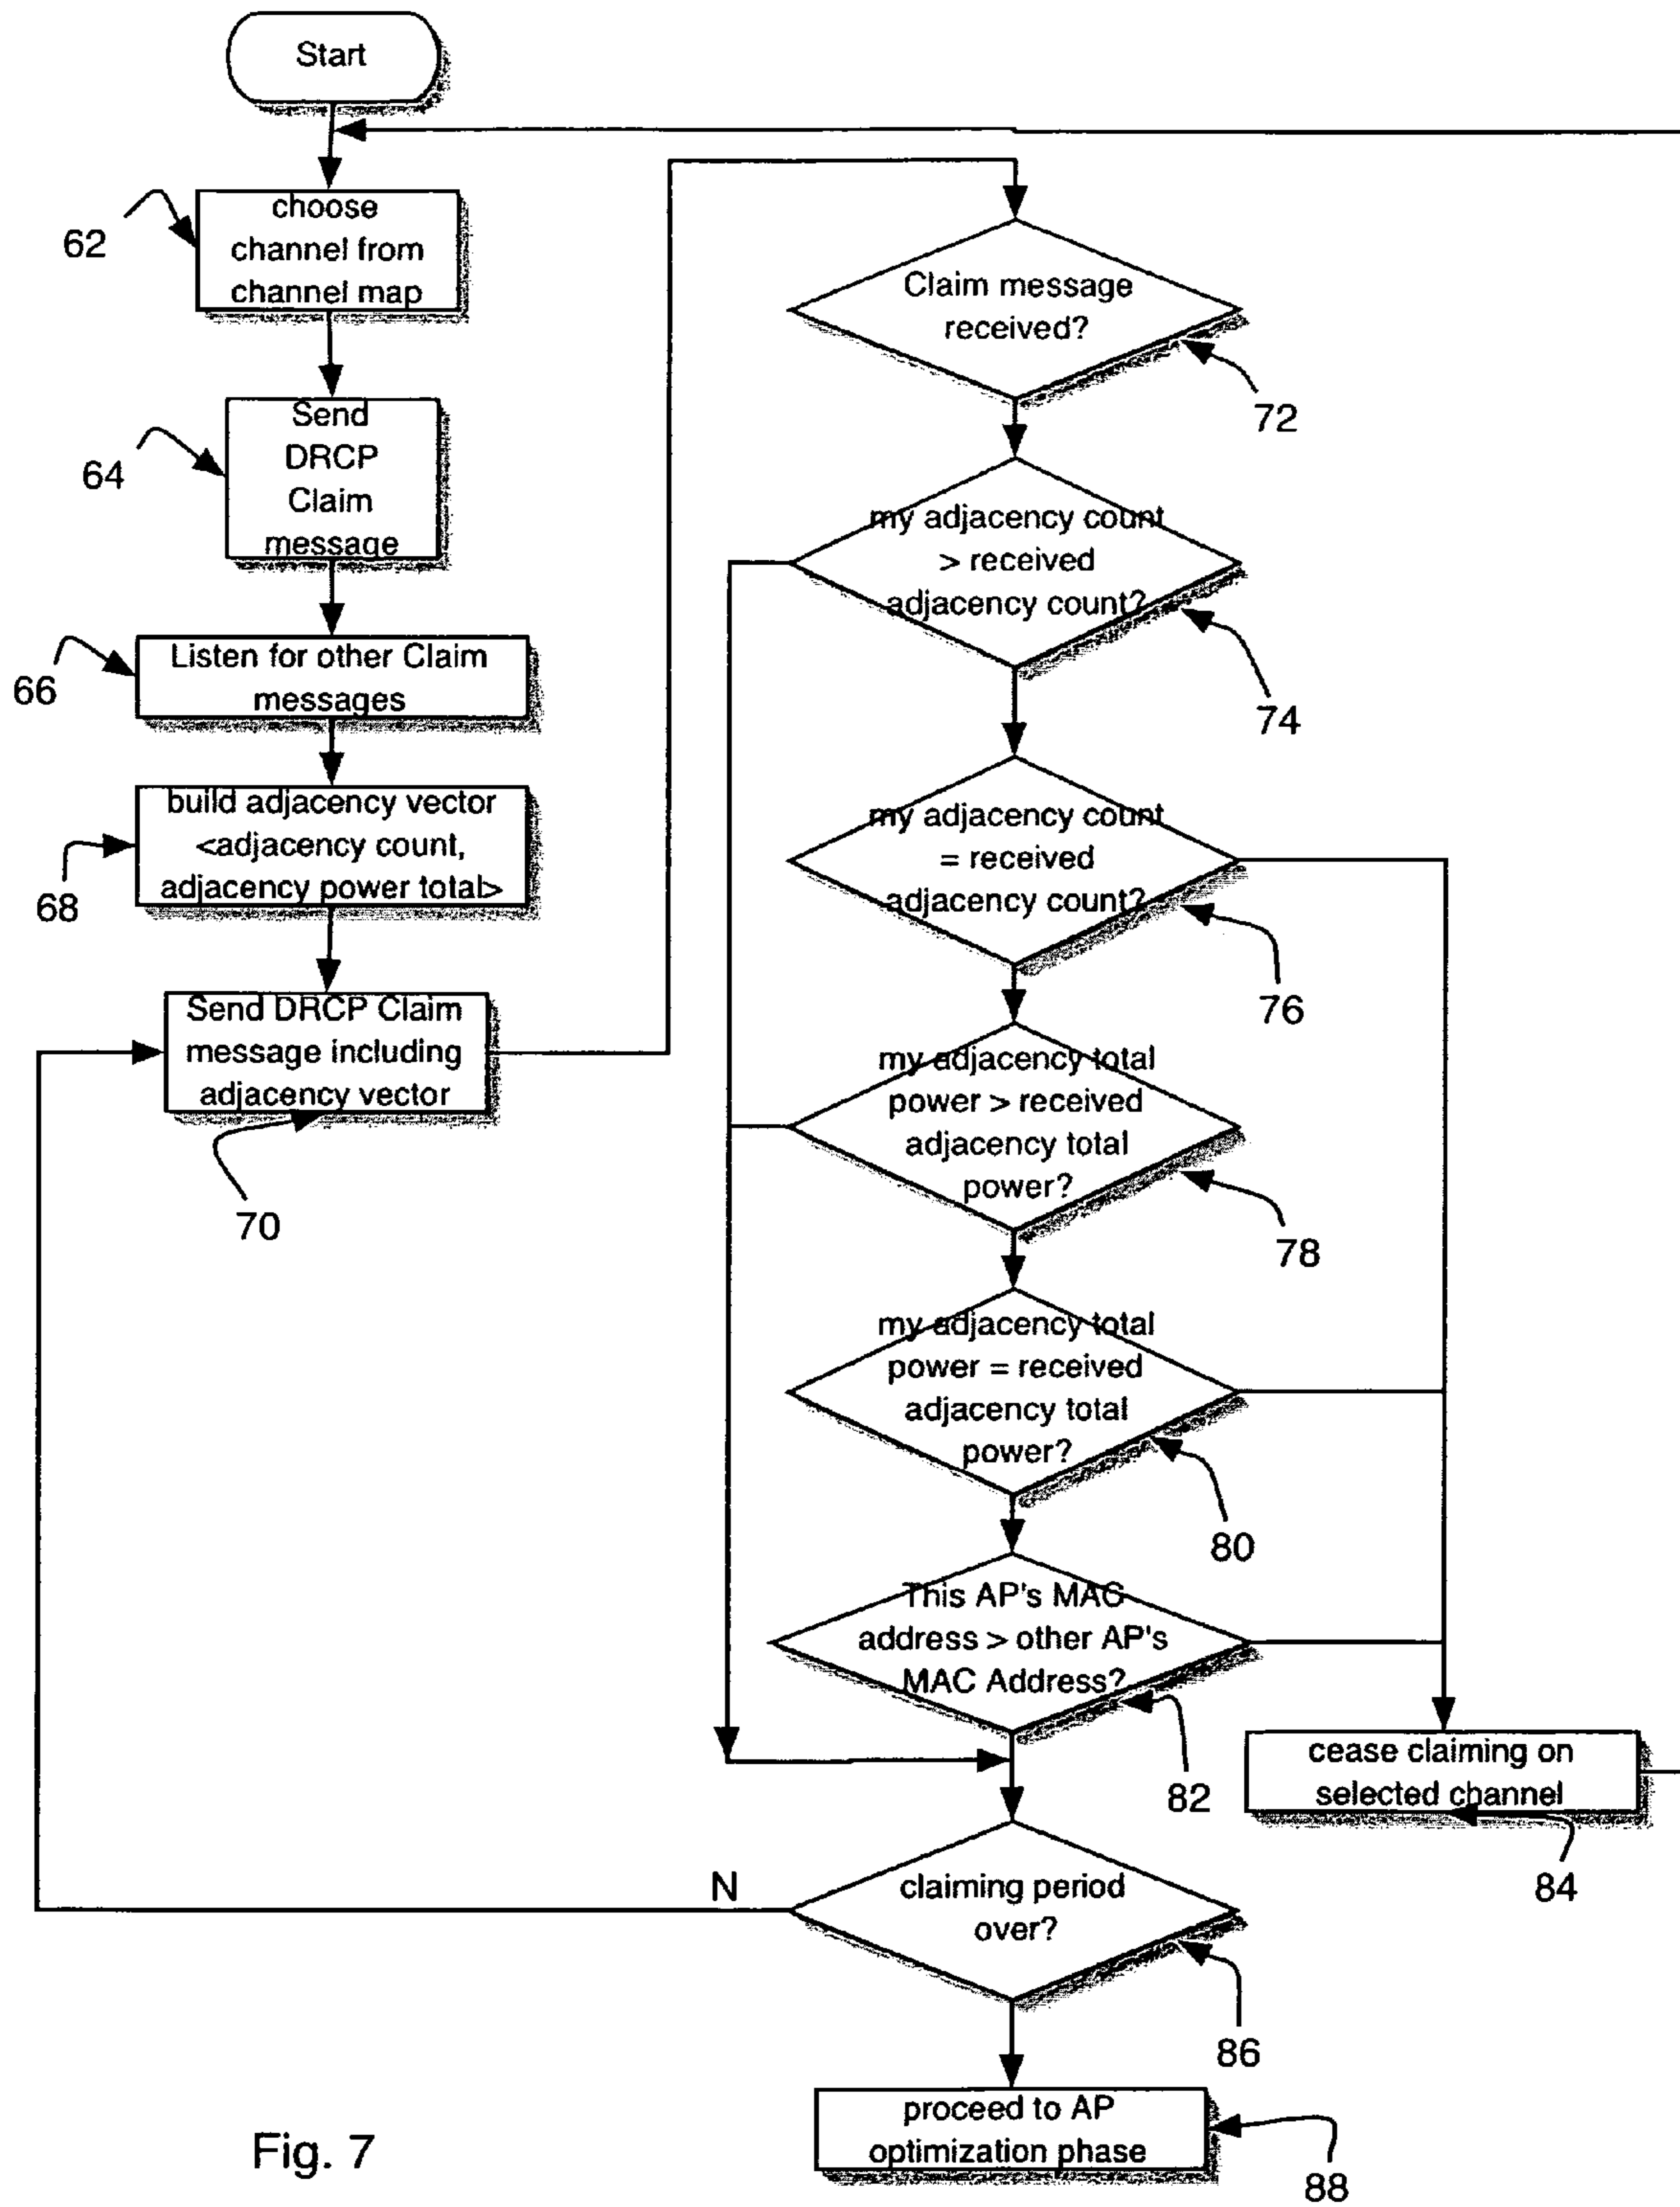 Start
choose
channel from
channel map
62
Send
DRCP
Claim
message
64
Listen for other Claim
messages
66
build adjacency vector
<adjacency count,
adjacency power total>
68
Send DRCP Claim
message including
adjacency vector
70
Claim message
received?
72
my adjacency count
> received
adjacency count?
74
my adjacency count
= received
adjacency count?
76
my adjacency total
power > received
adjacency total
power?
78
my adjacency total
power = received
adjacency total
power?
80
This AP's MAC
address > other AP's
MAC Address?
82
cease claiming on
selected channel
84
claiming period
over?
N
86
proceed to AP
optimization phase
88
Fig. 7